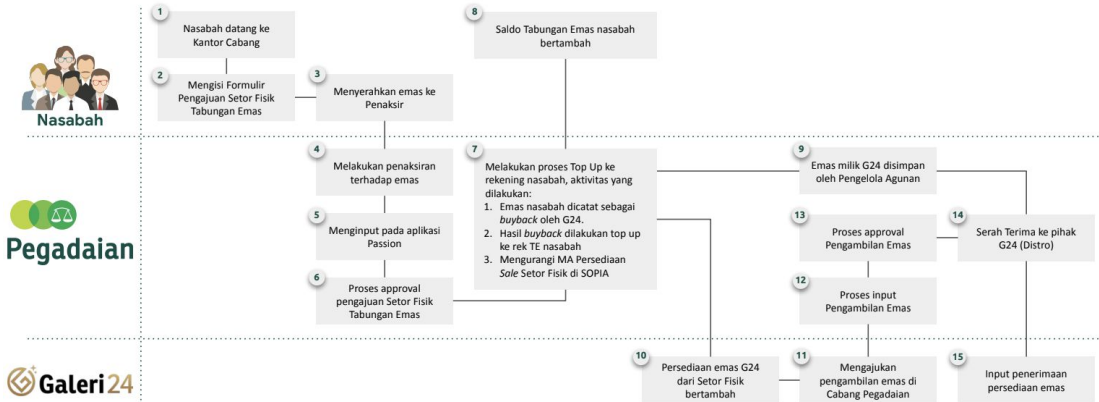 1
Nasabah datang ke
Kantor Cabang
2
Mengisi Formulir
Pengajuan Setor Fisik
Tabungan Emas
3
Menyerahkan emas ke
Penaksir
8
Saldo Tabungan Emas nasabah
bertambah
Nasabah
4
Melakukan penaksiran
terhadap emas
5
Menginput pada aplikasi
Passion
6
Proses approval
pengajuan Setor Fisik
Tabungan Emas
7
Melakukan proses Top Up ke
rekening nasabah, aktivitas yang
dilakukan:
1. Emas nasabah dicatat sebagai
buyback oleh G24.
2. Hasil buyback dilakukan top up
ke rek TE nasabah
3. Mengurangi MA Persediaan
Sale Setor Fisik di SOPIA
9
Emas milik G24 disimpan
oleh Pengelola Agunan
13
Proses approval
Pengambilan Emas
14
Serah Terima ke pihak
G24 (Distro)
12
Proses input
Pengambilan Emas
Pegadaian
10
Persediaan emas G24
dari Setor Fisik
bertambah
11
Mengajukan
pengambilan emas di
Cabang Pegadaian
15
Input penerimaan
persediaan emas
Galeri 24